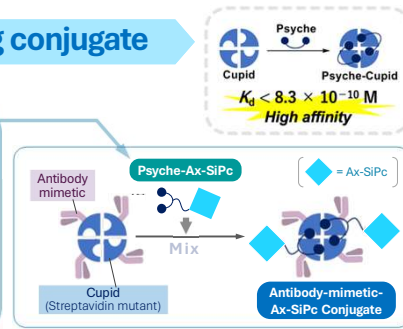 g conjugate
Psyche
Cupid
Psyche-Cupid
Kd < 8.3 × 10−10 M
High affinity
Psyche-Ax-SiPc
= Ax-SiPc
Antibody
mimetic
...
Mix
Cupid
(Streptavidin mutant)
Antibody-mimetic-
Ax-SiPc Conjugate